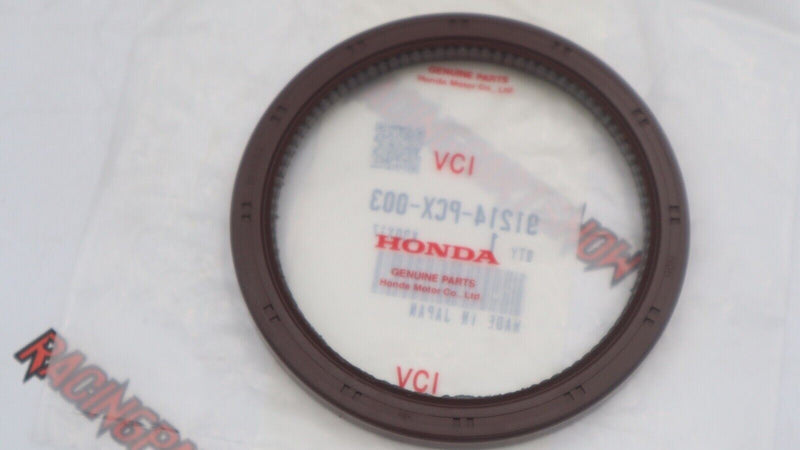 GENUINE PARTS
Honda Motor Co., Ltd
VCI
91214-PCX-003
QTY 1
HONDA
GENUINE PARTS
Honda Motor Co., Ltd
MADE IN JAPAN
VCI
RACINGPA
NOW